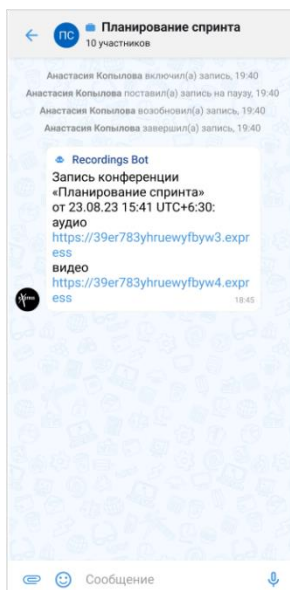 ПС
Планирование спринта
10 участников
Анастасия Копылова включил(а) запись, 19:40
Анастасия Копылова поставил(а) запись на паузу, 19:40
Анастасия Копылова возобновил(а) запись, 19:40
Анастасия Копылова завершил(а) запись, 19:40
Recordings Bot
Запись конференции
«Планирование спринта»
от 23.08.23 15:41 UTC+6:30:
аудио
https://39er783yhruewyfbyw3.expr
ess
видео
https://39er783yhruewyfbyw4.expr
ess
18:45
Сообщение